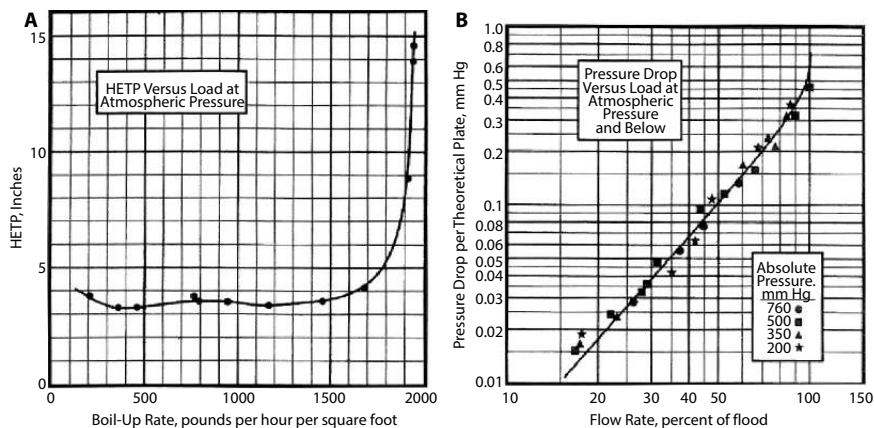 A
15
10
5
0
HETP, Inches
HETP Versus Load at
Atmospheric Pressure
0
500
1000
1500
2000
Boil-Up Rate, pounds per hour per square foot
B
1.0
0.8
0.6
0.5
0.4
0.3
0.2
0.1
0.08
0.06
0.05
0.04
0.03
0.02
0.01
Pressure Drop per Theoretical Plate, mm Hg
Pressure Drop
Versus Load at
Atmospheric
Pressure
and Below
Absolute
Pressure.
mm Hg
760
500
350
200
10
20
30
40
50
100
150
Flow Rate, percent of flood